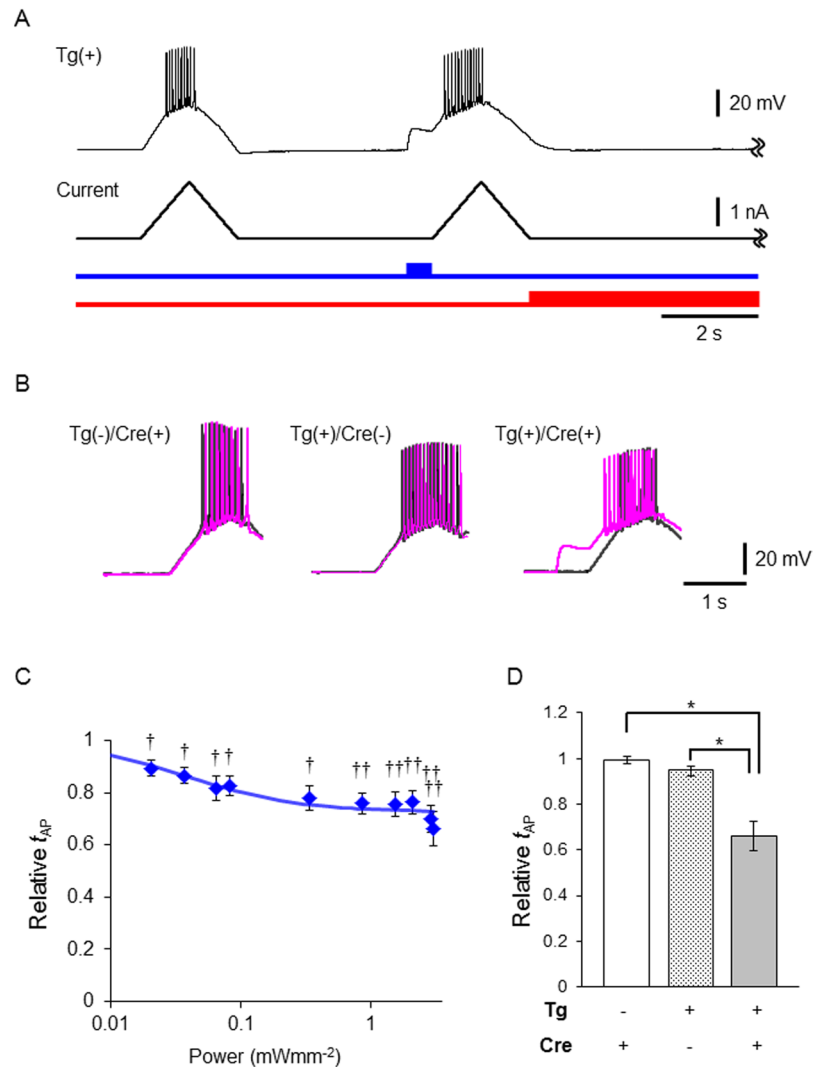 A
Tg(+)
20 mV
Current
1 nA
2 s
B
Tg(-)/Cre(+)
Tg(+)/Cre(-)
Tg(+)/Cre(+)
20 mV
1 s
C
Relative tAP
1
0.8
0.6
0.4
0.2
0
† † † † † †† †† †† †† ††
0.01 0.1 1
Power (mWmm-2)
D
Relative tAP
1.2
1
0.8
0.6
0.4
0.2
0
* *
Tg - + +
Cre + - +